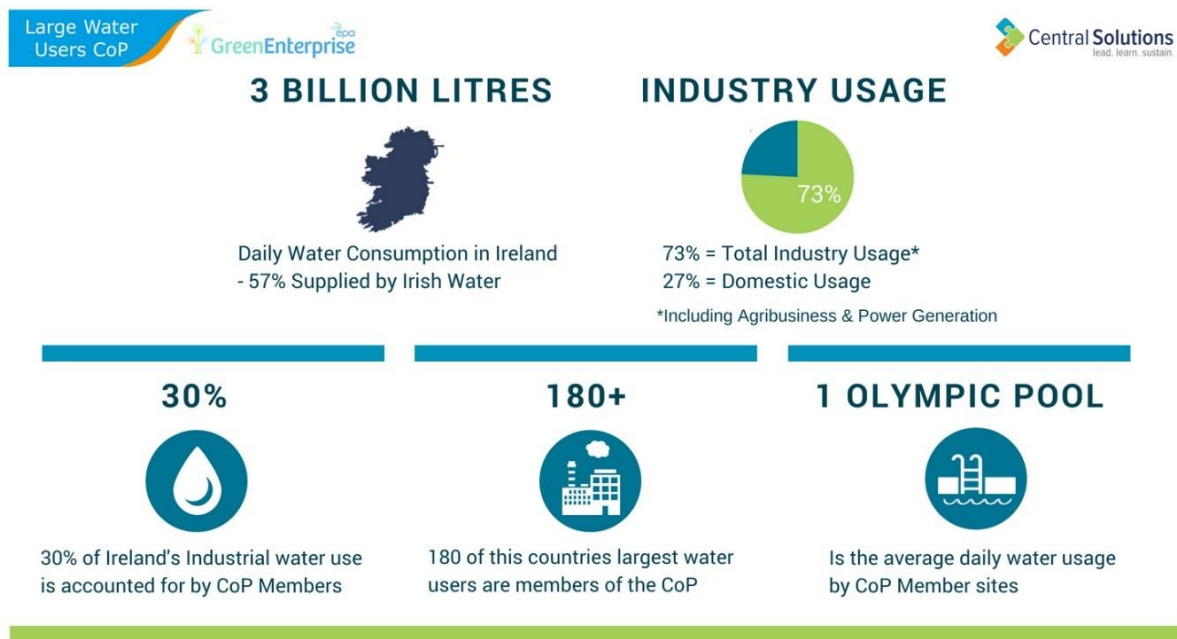 Large Water
Users CoP
epa
GreenEnterprise
Central Solutions
lead. learn. sustain.
3 BILLION LITRES
INDUSTRY USAGE
73%
Daily Water Consumption in Ireland
- 57% Supplied by Irish Water
73% = Total Industry Usage*
27% = Domestic Usage
*Including Agribusiness & Power Generation
30%
30% of Ireland's Industrial water use
is accounted for by CoP Members
180+
180 of this countries largest water
users are members of the CoP
1 OLYMPIC POOL
Is the average daily water usage
by CoP Member sites